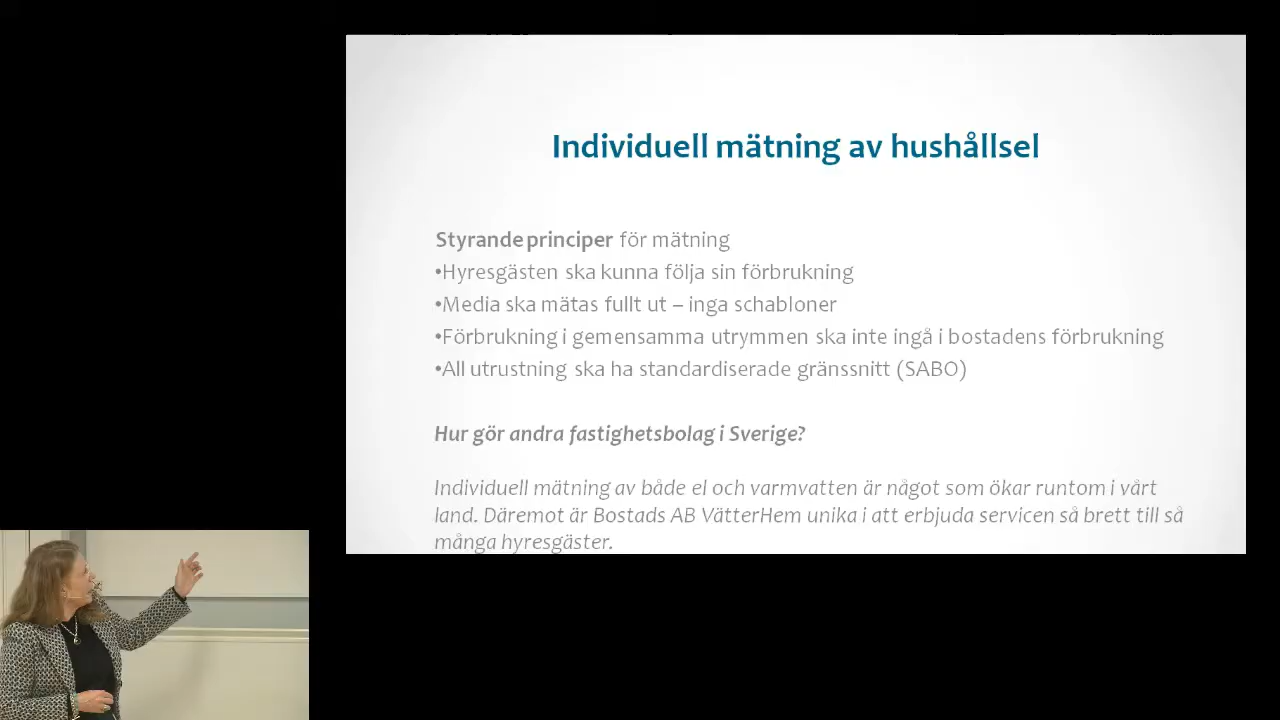 Individuell mätning av hushållsel
Styrande principer för mätning
•Hyresgästen ska kunna följa sin förbrukning
•Media ska mätas fullt ut – inga schabloner
•Förbrukning i gemensamma utrymmen ska inte ingå i bostadens förbrukning
•All utrustning ska ha standardiserade gränssnitt (SABO)
Hur gör andra fastighetsbolag i Sverige?
Individuell mätning av både el och varmvatten är något som ökar runtom i vårt
land. Däremot är Bostads AB VätterHem unika i att erbjuda servicen så brett till så
många hyresgäster.